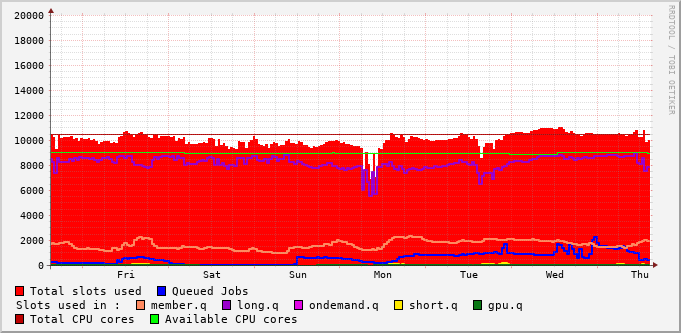 RRDTOOL / TOBI OETIKER
20000
18000
16000
14000
12000
10000
8000
6000
4000
2000
0
Fri Sat Sun Mon Tue Wed Thu
Total slots used Queued Jobs
Slots used in : member.q long.q ondemand.q short.q gpu.q
Total CPU cores Available CPU cores